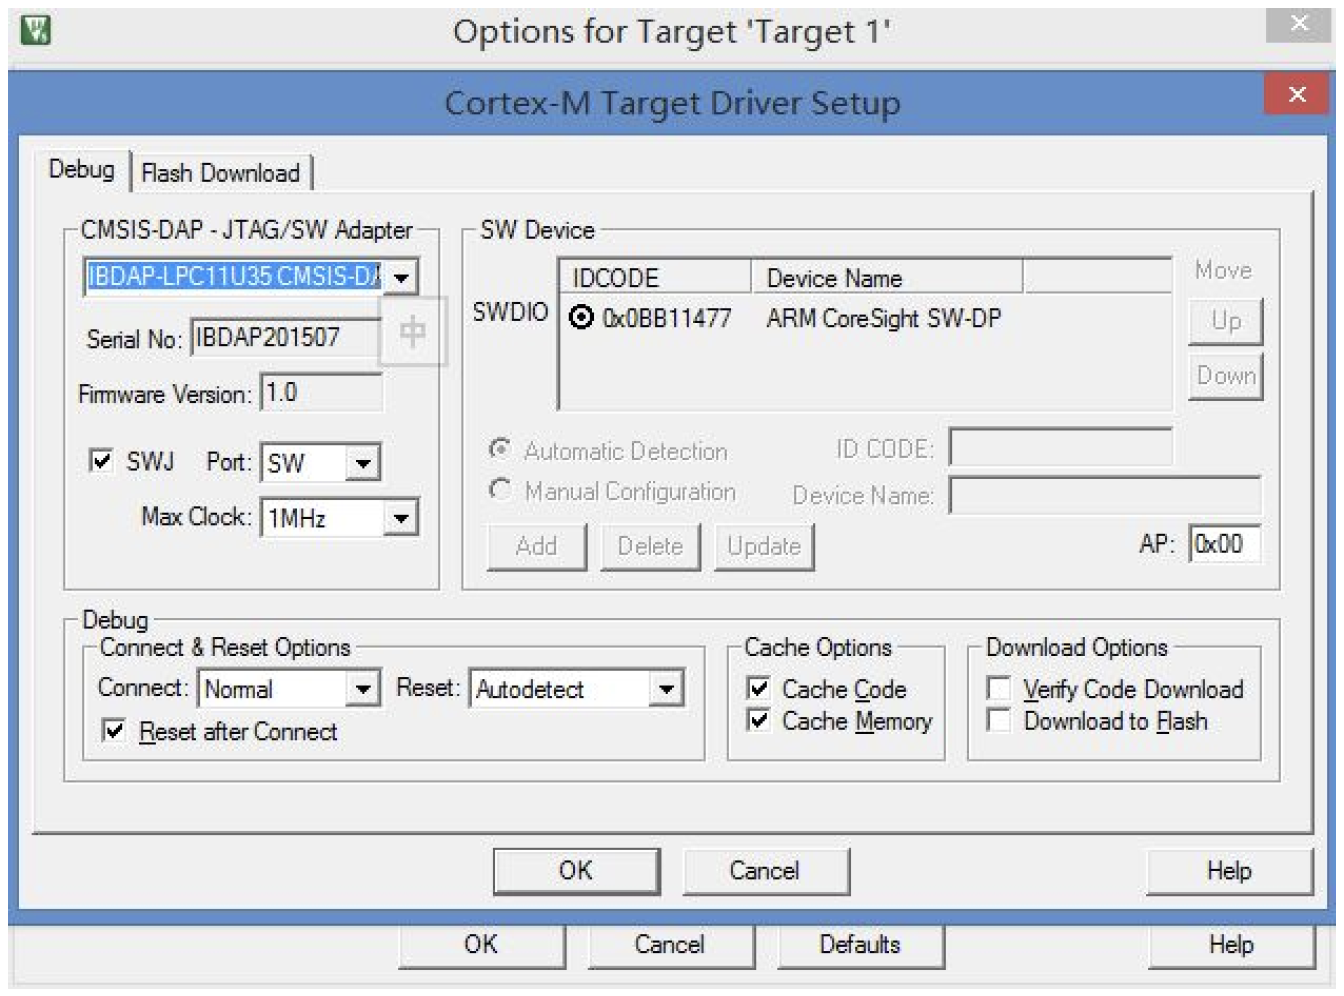 Options for Target 'Target 1'
Cortex-M Target Driver Setup
Debug
Flash Download
CMSIS-DAP - JTAG/SW Adapter
IBDAP-LPC11U35 CMSIS-DA
Serial No: IBDAP201507
中
Firmware Version: 1.0
SWJ Port: SW
Max Clock: 1MHz
SW Device
IDCODE Device Name
SWDIO 0x0BB11477 ARM CoreSight SW-DP
Move
Up
Down
Automatic Detection ID CODE:
Manual Configuration Device Name:
Add Delete Update AP: 0x00
Debug
Connect & Reset Options
Connect: Normal Reset: Autodetect
Reset after Connect
Cache Options
Cache Code
Cache Memory
Download Options
Verify Code Download
Download to Flash
OK Cancel Help
OK Cancel Defaults Help